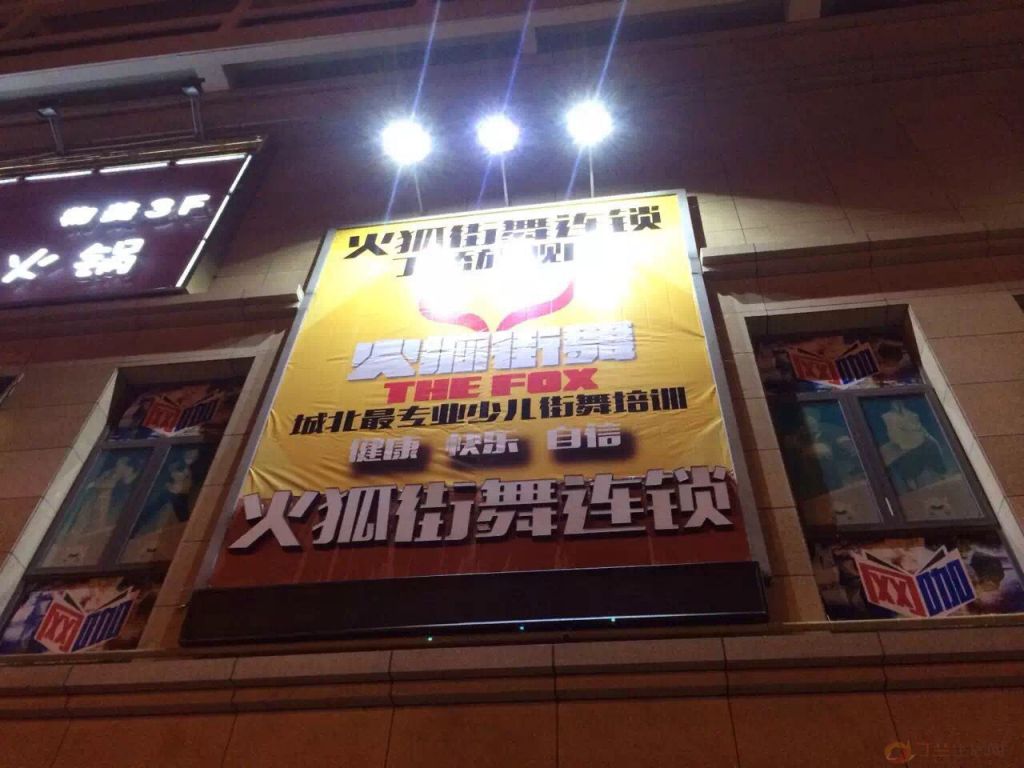 3F
火锅
火狐街舞连锁
火狐街舞
THE FOX
城北最专业少儿街舞培训
健康 快乐 自信
火狐街舞连锁